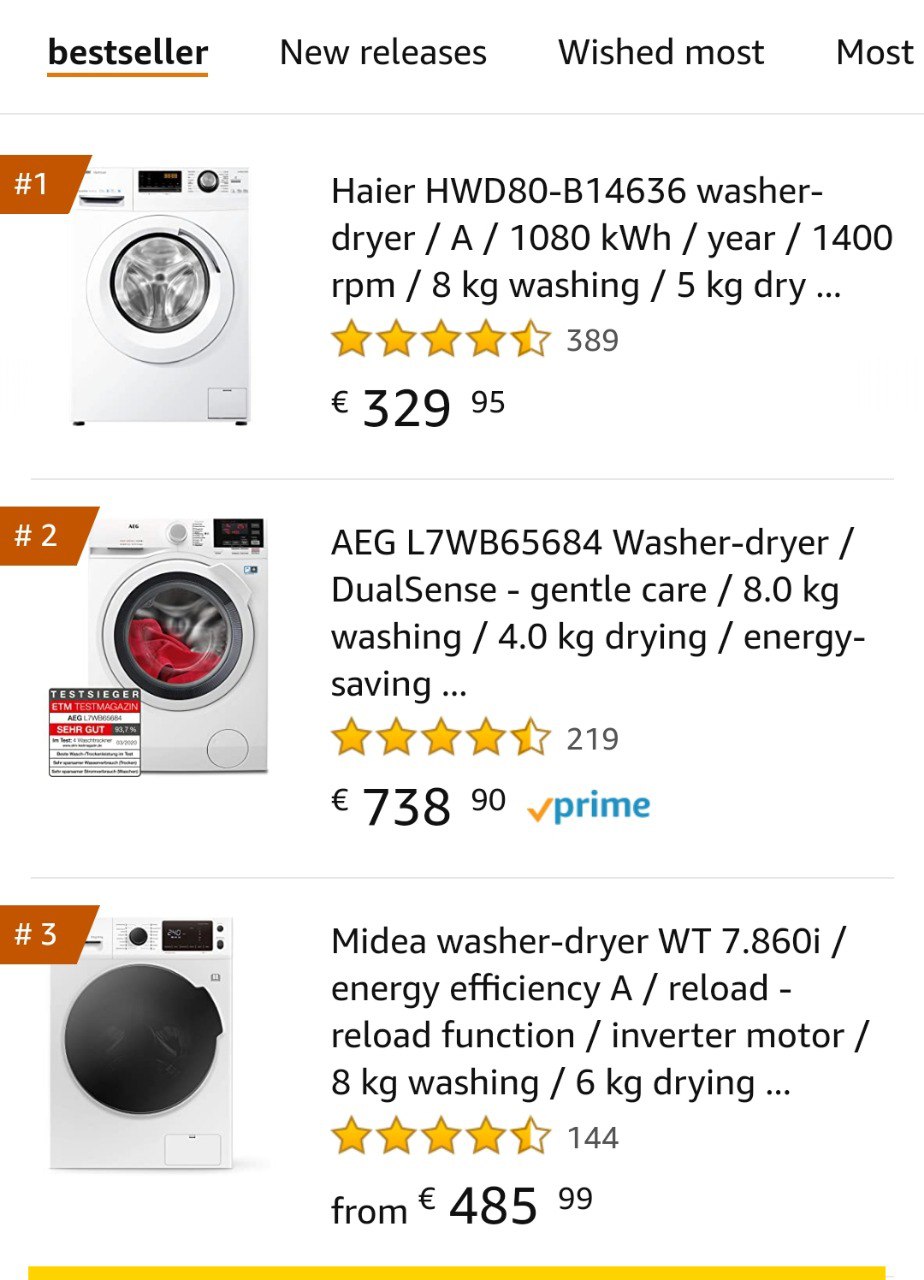 bestseller New releases Wished most Most
#1
Haier HWD80-B14636 washer-
dryer / A / 1080 kWh / year / 1400
rpm / 8 kg washing / 5 kg dry ...
389
€ 329 95
# 2
AEG
TESTSIEGER
ETM TESTMAGAZIN
AEG L7WB65684
SEHR GUT 93,7 %
Im Test: 4 Waschtrockner
www.etm-testmagazin.de 03/2020
Beste Wasch-/Trockenleistung im Test
Sehr sparsamer Wasserverbrauch (Trocken)
Sehr sparsamer Stromverbrauch (Waschen)
AEG L7WB65684 Washer-dryer /
DualSense - gentle care / 8.0 kg
washing / 4.0 kg drying / energy-
saving ...
219
€ 738 90 prime
# 3
Midea washer-dryer WT 7.860i /
energy efficiency A / reload -
reload function / inverter motor /
8 kg washing / 6 kg drying ...
144
from € 485 99